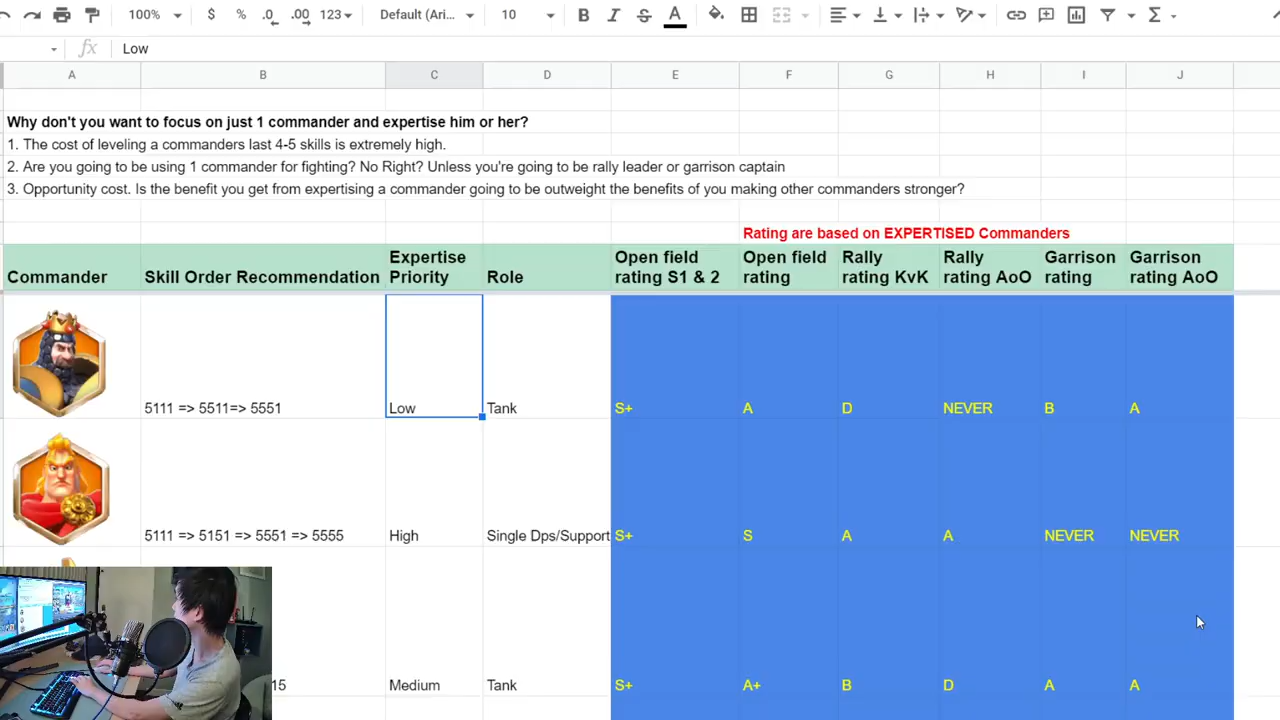 100% $ % .0 .00 123 Default (Ari... 10 B I S A Σ
fx Low
A B C D E F G H I J
Why don't you want to focus on just 1 commander and expertise him or her?
1. The cost of leveling a commanders last 4-5 skills is extremely high.
2. Are you going to be using 1 commander for fighting? No Right? Unless you're going to be rally leader or garrison captain
3. Opportunity cost. Is the benefit you get from expertising a commander going to be outweight the benefits of you making other commanders stronger?
Rating are based on EXPERTISED Commanders
Commander Skill Order Recommendation Expertise Priority Role Open field rating S1 & 2 Open field rating Rally rating KvK Rally rating AoO Garrison rating Garrison rating AoO
5111 => 5511=> 5551 Low Tank S+ A D NEVER B A
5111 => 5151 => 5551 => 5555 High Single Dps/Support S+ S A A NEVER NEVER
15 Medium Tank S+ A+ B D A A